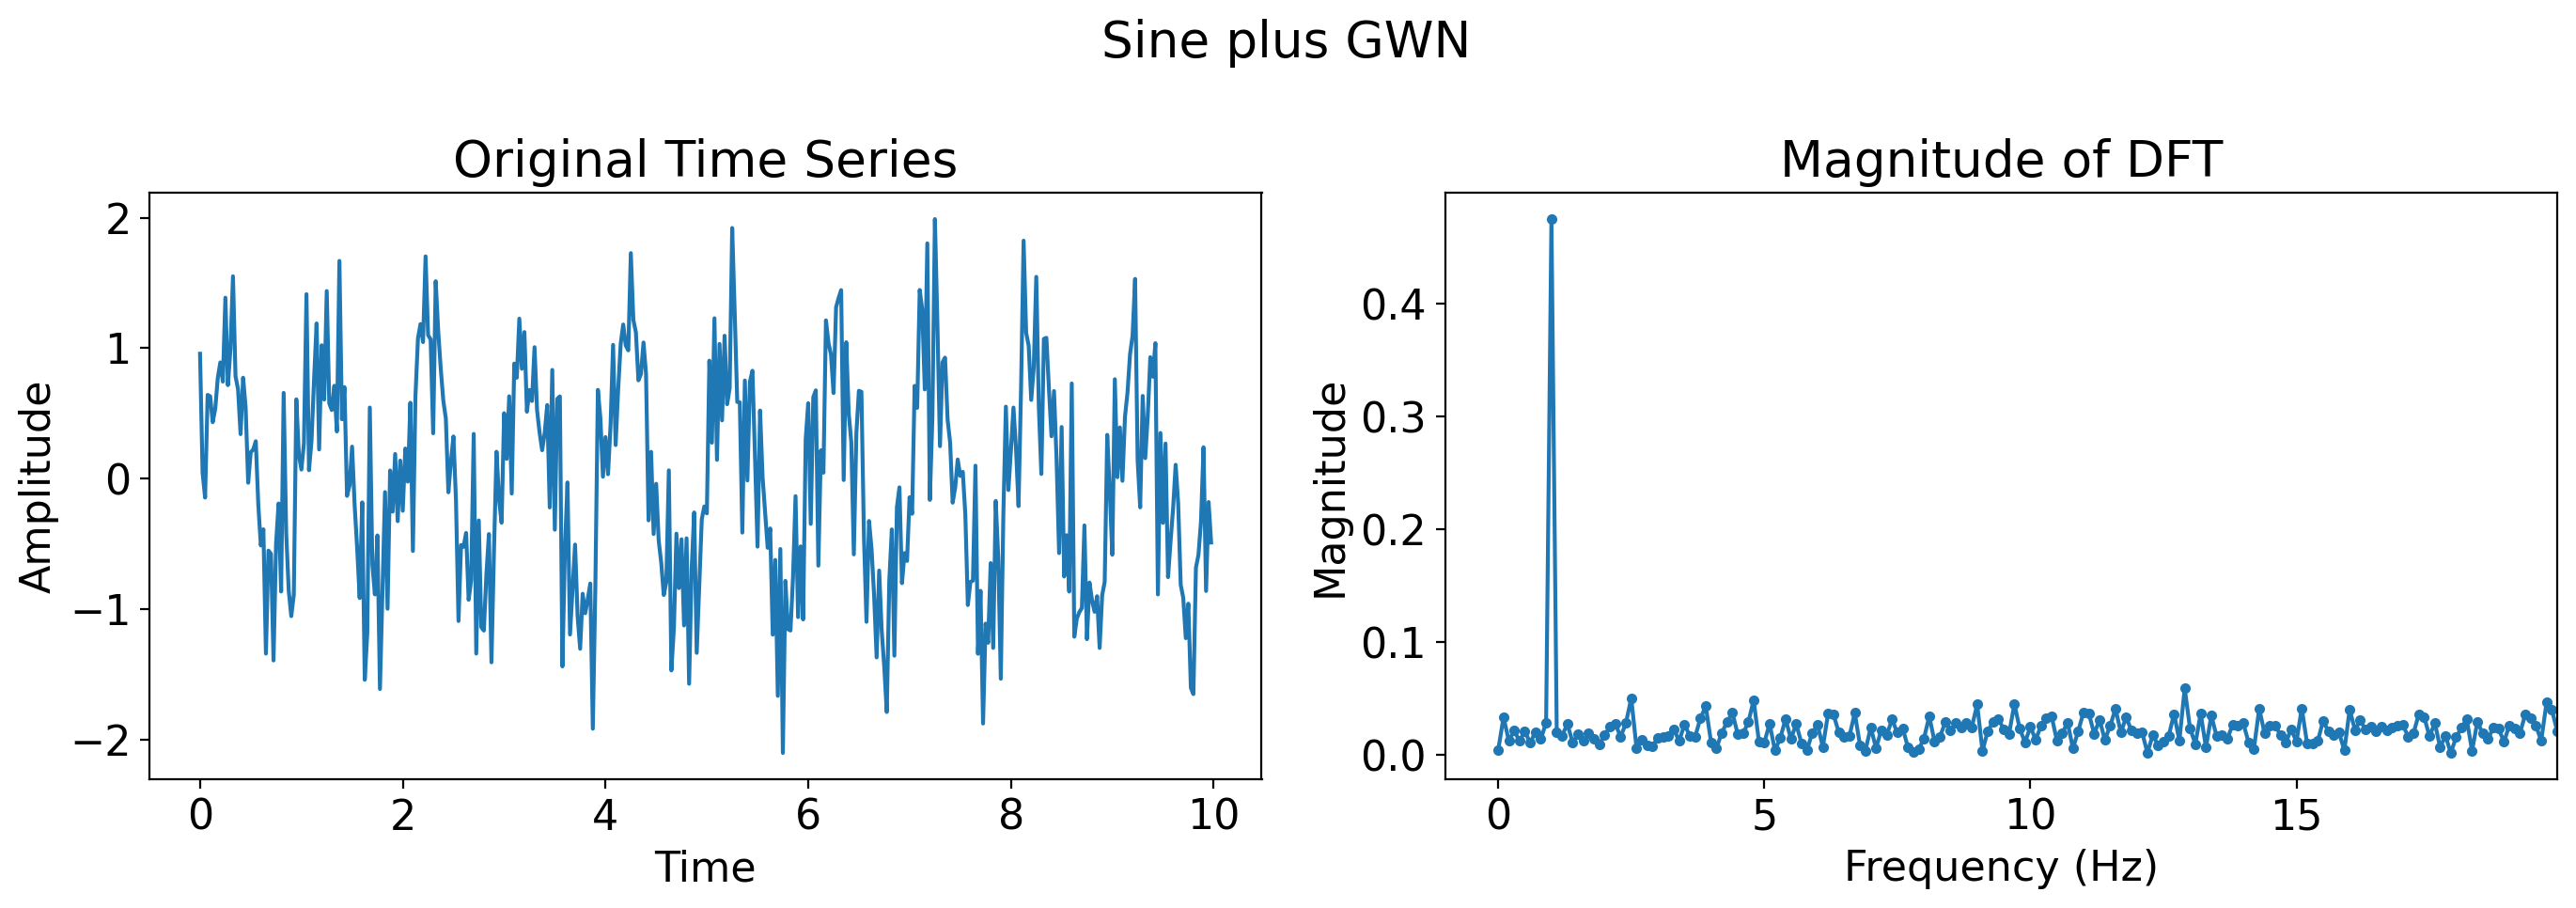 Sine plus GWN
Original Time Series
Amplitude
2
1
0
−1
−2
0 2 4 6 8 10
Time
Magnitude of DFT
Magnitude
0.4
0.3
0.2
0.1
0.0
0 5 10 15
Frequency (Hz)